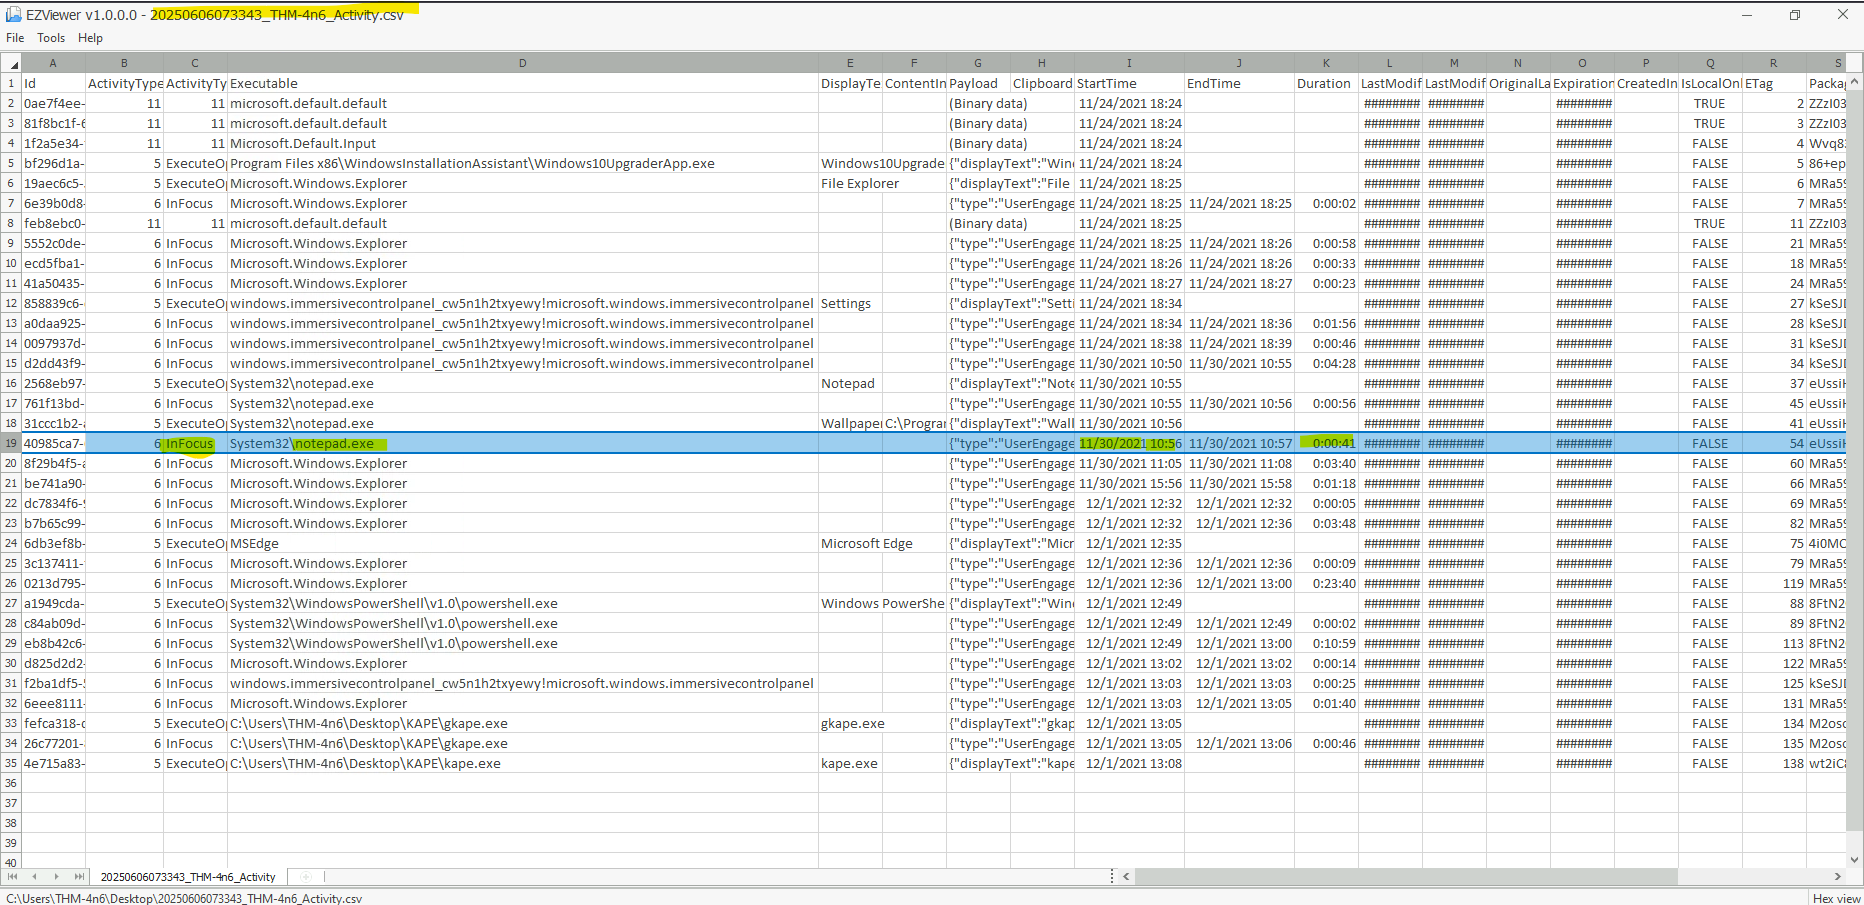 EZViewer v1.0.0.0 - 20250606073343_THM-4n6_Activity.csv
File Tools Help
A B C D E F G H I J K L M N O P Q R S
1 Id ActivityType ActivityTy Executable DisplayTe ContentIn Payload Clipboard StartTime EndTime Duration LastModif LastModif OriginalLa Expiration CreatedIn IsLocalOnl ETag Packag
2 0ae7f4ee- 11 11 microsoft.default.default (Binary data) 11/24/2021 18:24 ######## ######## ######## TRUE 2 ZZzI03
3 81f8bc1f-6 11 11 microsoft.default.default (Binary data) 11/24/2021 18:24 ######## ######## ######## TRUE 3 ZZzI03
4 1f2a5e34- 11 11 Microsoft.Default.Input (Binary data) 11/24/2021 18:24 ######## ######## ######## FALSE 4 Wvq8
5 bf296d1a- 5 ExecuteOp Program Files x86\WindowsInstallationAssistant\Windows10UpgraderApp.exe Windows10Upgrade {"displayText":"Win 11/24/2021 18:24 ######## ######## ######## FALSE 5 86+ep
6 19aec6c5- 5 ExecuteOp Microsoft.Windows.Explorer File Explorer {"displayText":"File 11/24/2021 18:25 ######## ######## ######## FALSE 6 MRa59
7 6e39b0d8- 6 InFocus Microsoft.Windows.Explorer {"type":"UserEngage 11/24/2021 18:25 11/24/2021 18:25 0:00:02 ######## ######## ######## FALSE 7 MRa59
8 feb8ebc0- 11 11 microsoft.default.default (Binary data) 11/24/2021 18:25 ######## ######## ######## TRUE 11 ZZzI03
9 5552c0de- 6 InFocus Microsoft.Windows.Explorer {"type":"UserEngage 11/24/2021 18:25 11/24/2021 18:26 0:00:58 ######## ######## ######## FALSE 21 MRa59
10 ecd5fba1- 6 InFocus Microsoft.Windows.Explorer {"type":"UserEngage 11/24/2021 18:26 11/24/2021 18:26 0:00:33 ######## ######## ######## FALSE 18 MRa59
11 41a50435- 6 InFocus Microsoft.Windows.Explorer {"type":"UserEngage 11/24/2021 18:27 11/24/2021 18:27 0:00:23 ######## ######## ######## FALSE 24 MRa59
12 858839c6- 5 ExecuteOp windows.immersivecontrolpanel_cw5n1h2txyewy!microsoft.windows.immersivecontrolpanel Settings {"displayText":"Setti 11/24/2021 18:34 ######## ######## ######## FALSE 27 kSeSJD
13 a0daa925- 6 InFocus windows.immersivecontrolpanel_cw5n1h2txyewy!microsoft.windows.immersivecontrolpanel {"type":"UserEngage 11/24/2021 18:34 11/24/2021 18:36 0:01:56 ######## ######## ######## FALSE 28 kSeSJD
14 0097937d- 6 InFocus windows.immersivecontrolpanel_cw5n1h2txyewy!microsoft.windows.immersivecontrolpanel {"type":"UserEngage 11/24/2021 18:38 11/24/2021 18:39 0:00:46 ######## ######## ######## FALSE 31 kSeSJD
15 d2dd43f9- 6 InFocus windows.immersivecontrolpanel_cw5n1h2txyewy!microsoft.windows.immersivecontrolpanel {"type":"UserEngage 11/30/2021 10:50 11/30/2021 10:55 0:04:28 ######## ######## ######## FALSE 34 kSeSJD
16 2568eb97- 5 ExecuteOp System32\notepad.exe Notepad {"displayText":"Note 11/30/2021 10:55 ######## ######## ######## FALSE 37 eUssiH
17 761f13bd- 6 InFocus System32\notepad.exe {"type":"UserEngage 11/30/2021 10:55 11/30/2021 10:56 0:00:56 ######## ######## ######## FALSE 45 eUssiH
18 31ccc1b2-a 5 ExecuteOp System32\notepad.exe Wallpaper C:\Program {"displayText":"Wall 11/30/2021 10:56 ######## ######## ######## FALSE 41 eUssiH
19 40985ca7- 6 InFocus System32\notepad.exe {"type":"UserEngage 11/30/2021 10:56 11/30/2021 10:57 0:00:41 ######## ######## ######## FALSE 54 eUssiH
20 8f29b4f5-a 6 InFocus Microsoft.Windows.Explorer {"type":"UserEngage 11/30/2021 11:05 11/30/2021 11:08 0:03:40 ######## ######## ######## FALSE 60 MRa59
21 be741a90- 6 InFocus Microsoft.Windows.Explorer {"type":"UserEngage 11/30/2021 15:56 11/30/2021 15:58 0:01:18 ######## ######## ######## FALSE 66 MRa59
22 dc7834f6-9 6 InFocus Microsoft.Windows.Explorer {"type":"UserEngage 12/1/2021 12:32 12/1/2021 12:32 0:00:05 ######## ######## ######## FALSE 69 MRa59
23 b7b65c99- 6 InFocus Microsoft.Windows.Explorer {"type":"UserEngage 12/1/2021 12:32 12/1/2021 12:36 0:03:48 ######## ######## ######## FALSE 82 MRa59
24 6db3ef8b- 5 ExecuteOp MSEdge Microsoft Edge {"displayText":"Micr 12/1/2021 12:35 ######## ######## ######## FALSE 75 4i0MC
25 3c137411- 6 InFocus Microsoft.Windows.Explorer {"type":"UserEngage 12/1/2021 12:36 12/1/2021 12:36 0:00:09 ######## ######## ######## FALSE 79 MRa59
26 0213d795- 6 InFocus Microsoft.Windows.Explorer {"type":"UserEngage 12/1/2021 12:36 12/1/2021 13:00 0:23:40 ######## ######## ######## FALSE 119 MRa59
27 a1949cda- 5 ExecuteOp System32\WindowsPowerShell\v1.0\powershell.exe Windows PowerShe {"displayText":"Win 12/1/2021 12:49 ######## ######## ######## FALSE 88 8FtN2
28 c84ab09d- 6 InFocus System32\WindowsPowerShell\v1.0\powershell.exe {"type":"UserEngage 12/1/2021 12:49 12/1/2021 12:49 0:00:02 ######## ######## ######## FALSE 89 8FtN2
29 eb8b42c6- 6 InFocus System32\WindowsPowerShell\v1.0\powershell.exe {"type":"UserEngage 12/1/2021 12:49 12/1/2021 13:00 0:10:59 ######## ######## ######## FALSE 113 8FtN2
30 d825d2d2- 6 InFocus Microsoft.Windows.Explorer {"type":"UserEngage 12/1/2021 13:02 12/1/2021 13:02 0:00:14 ######## ######## ######## FALSE 122 MRa59
31 f2ba1df5-5 6 InFocus windows.immersivecontrolpanel_cw5n1h2txyewy!microsoft.windows.immersivecontrolpanel {"type":"UserEngage 12/1/2021 13:03 12/1/2021 13:03 0:00:25 ######## ######## ######## FALSE 125 kSeSJD
32 6eee8111- 6 InFocus Microsoft.Windows.Explorer {"type":"UserEngage 12/1/2021 13:03 12/1/2021 13:05 0:01:40 ######## ######## ######## FALSE 131 MRa59
33 fefca318-c 5 ExecuteOp C:\Users\THM-4n6\Desktop\KAPE\gkape.exe gkape.exe {"displayText":"gkap 12/1/2021 13:05 ######## ######## ######## FALSE 134 M2osc
34 26c77201- 6 InFocus C:\Users\THM-4n6\Desktop\KAPE\gkape.exe {"type":"UserEngage 12/1/2021 13:05 12/1/2021 13:06 0:00:46 ######## ######## ######## FALSE 135 M2osc
35 4e715a83- 5 ExecuteOp C:\Users\THM-4n6\Desktop\KAPE\kape.exe kape.exe {"displayText":"kape 12/1/2021 13:08 ######## ######## ######## FALSE 138 wt2iC
36
37
38
39
40
20250606073343_THM-4n6_Activity
C:\Users\THM-4n6\Desktop\20250606073343_THM-4n6_Activity.csv Hex view